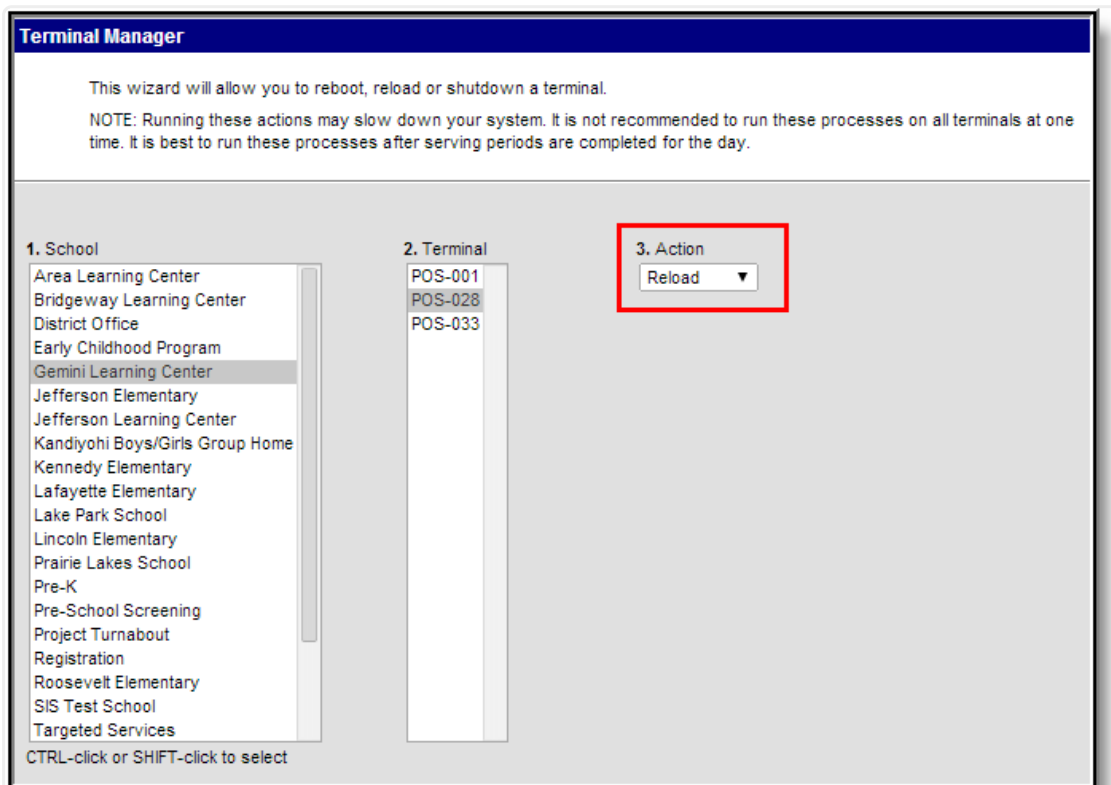 Terminal Manager
This wizard will allow you to reboot, reload or shutdown a terminal.
NOTE: Running these actions may slow down your system. It is not recommended to run these processes on all terminals at one
time. It is best to run these processes after serving periods are completed for the day.
1. School
Area Learning Center
Bridgeway Learning Center
District Office
Early Childhood Program
Gemini Learning Center
Jefferson Elementary
Jefferson Learning Center
Kandiyohi Boys/Girls Group Home
Kennedy Elementary
Lafayette Elementary
Lake Park School
Lincoln Elementary
Prairie Lakes School
Pre-K
Pre-School Screening
Project Turnabout
Registration
Roosevelt Elementary
SIS Test School
Targeted Services
CTRL-click or SHIFT-click to select
2. Terminal
POS-001
POS-028
POS-033
3. Action
Reload